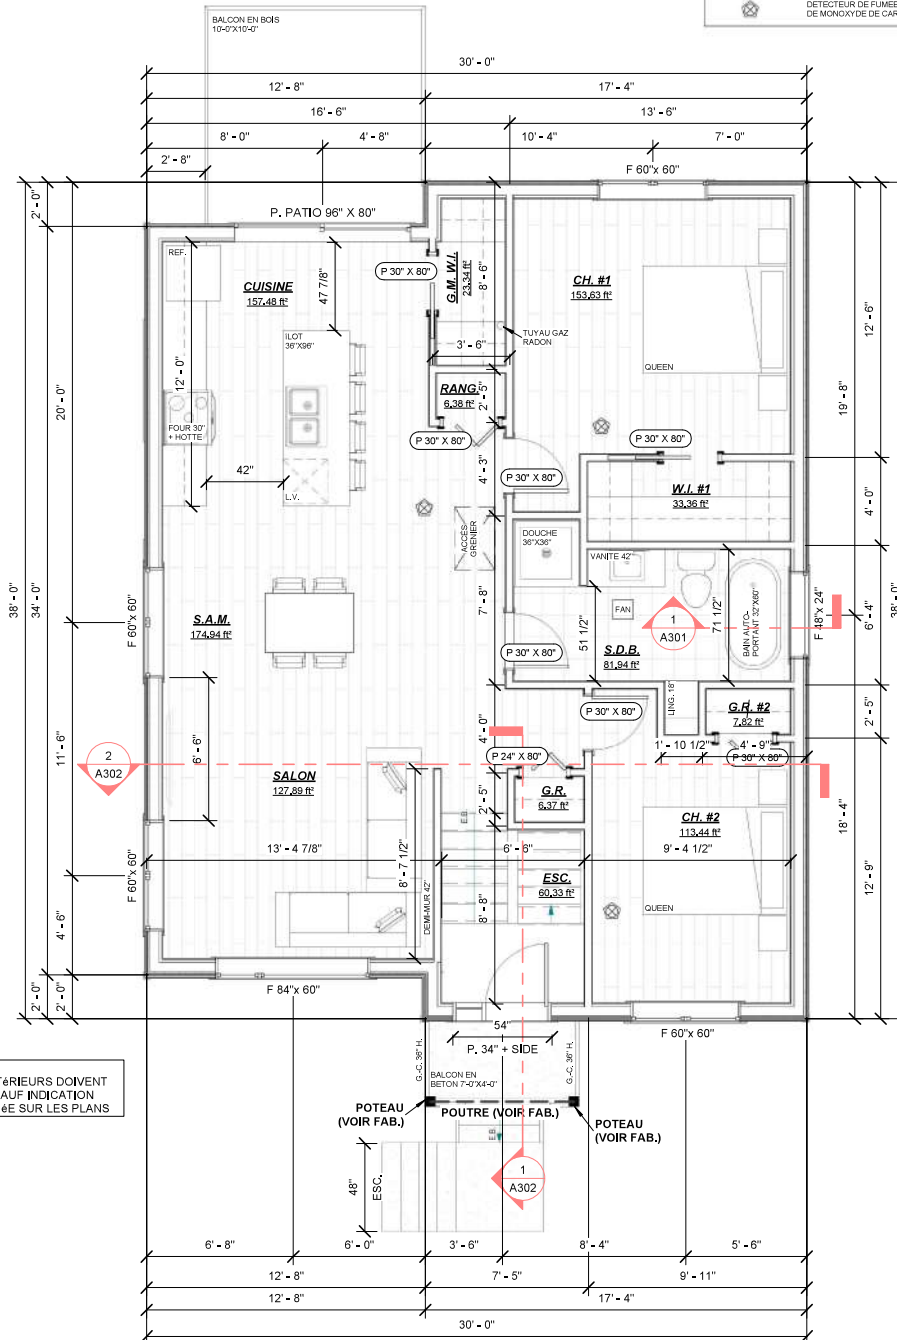 DÉTECTEUR DE FUMÉE
DE MONOXYDE DE CAR
BALCON EN BOIS
10'-0"X10'-0"
30' - 0"
12' - 8"
17' - 4"
16' - 6"
13' - 6"
8' - 0"
4' - 8"
10' - 4"
7' - 0"
2' - 8"
F 60"x 60"
P. PATIO 96" X 80"
2' - 0"
38' - 0"
34' - 0"
20' - 0"
11' - 6"
4' - 6"
2' - 0"
2' - 0"
REF.
CUISINE
157.48 ft²
47 7/8"
P 30" X 80"
G.M. W.I.
23.34 ft²
8' - 6"
CH. #1
153.63 ft²
12' - 6"
19' - 8"
38' - 0"
ILOT
36"X96"
TUYAU GAZ
RADON
3' - 6"
QUEEN
12' - 0"
RANG.
6.38 ft²
2' - 5"
FOUR 30"
+ HOTTE
P 30" X 80"
P 30" X 80"
42"
4' - 3"
P 30" X 80"
L.V.
W.I. #1
33.36 ft²
4' - 0"
ACCÈS
GRENIER
DOUCHE
36"X36"
VANITE 42"
7' - 8"
F 60"x 60"
S.A.M.
174.94 ft²
FAN
1
A301
71 1/2"
51 1/2"
BAIN AUTO-
PORTANT 32"X60"
F 48"x 24"
6' - 4"
P 30" X 80"
S.D.B.
81.94 ft²
LING. 18"
G.R. #2
7.82 ft²
2' - 5"
P 30" X 80"
4' - 0"
6' - 6"
2
A302
P 24" X 80"
1' - 10 1/2"
4' - 9"
P 30" X 80"
SALON
127.89 ft²
2' - 5"
G.R.
6.37 ft²
E.B.
CH. #2
113.44 ft²
18' - 4"
13' - 4 7/8"
8' - 7 1/2"
6' - 6"
9' - 4 1/2"
F 60"x 60"
DEMI-MUR 42"
8' - 8"
ESC.
60.33 ft²
QUEEN
12' - 9"
F 84"x 60"
54"
P. 34" + SIDE
F 60"x 60"
G.-C. 36" H.
G.-C. 36" H.
BALCON EN
BETON 7'-0"X4'-0"
TÉRIEURS DOIVENT
AUF INDICATION
ÉE SUR LES PLANS
POTEAU
(VOIR FAB.)
POUTRE (VOIR FAB.)
POTEAU
(VOIR FAB.)
E.B.
48"
ESC.
1
A302
6' - 8"
6' - 0"
3' - 6"
8' - 4"
5' - 6"
12' - 8"
7' - 5"
9' - 11"
12' - 8"
17' - 4"
30' - 0"